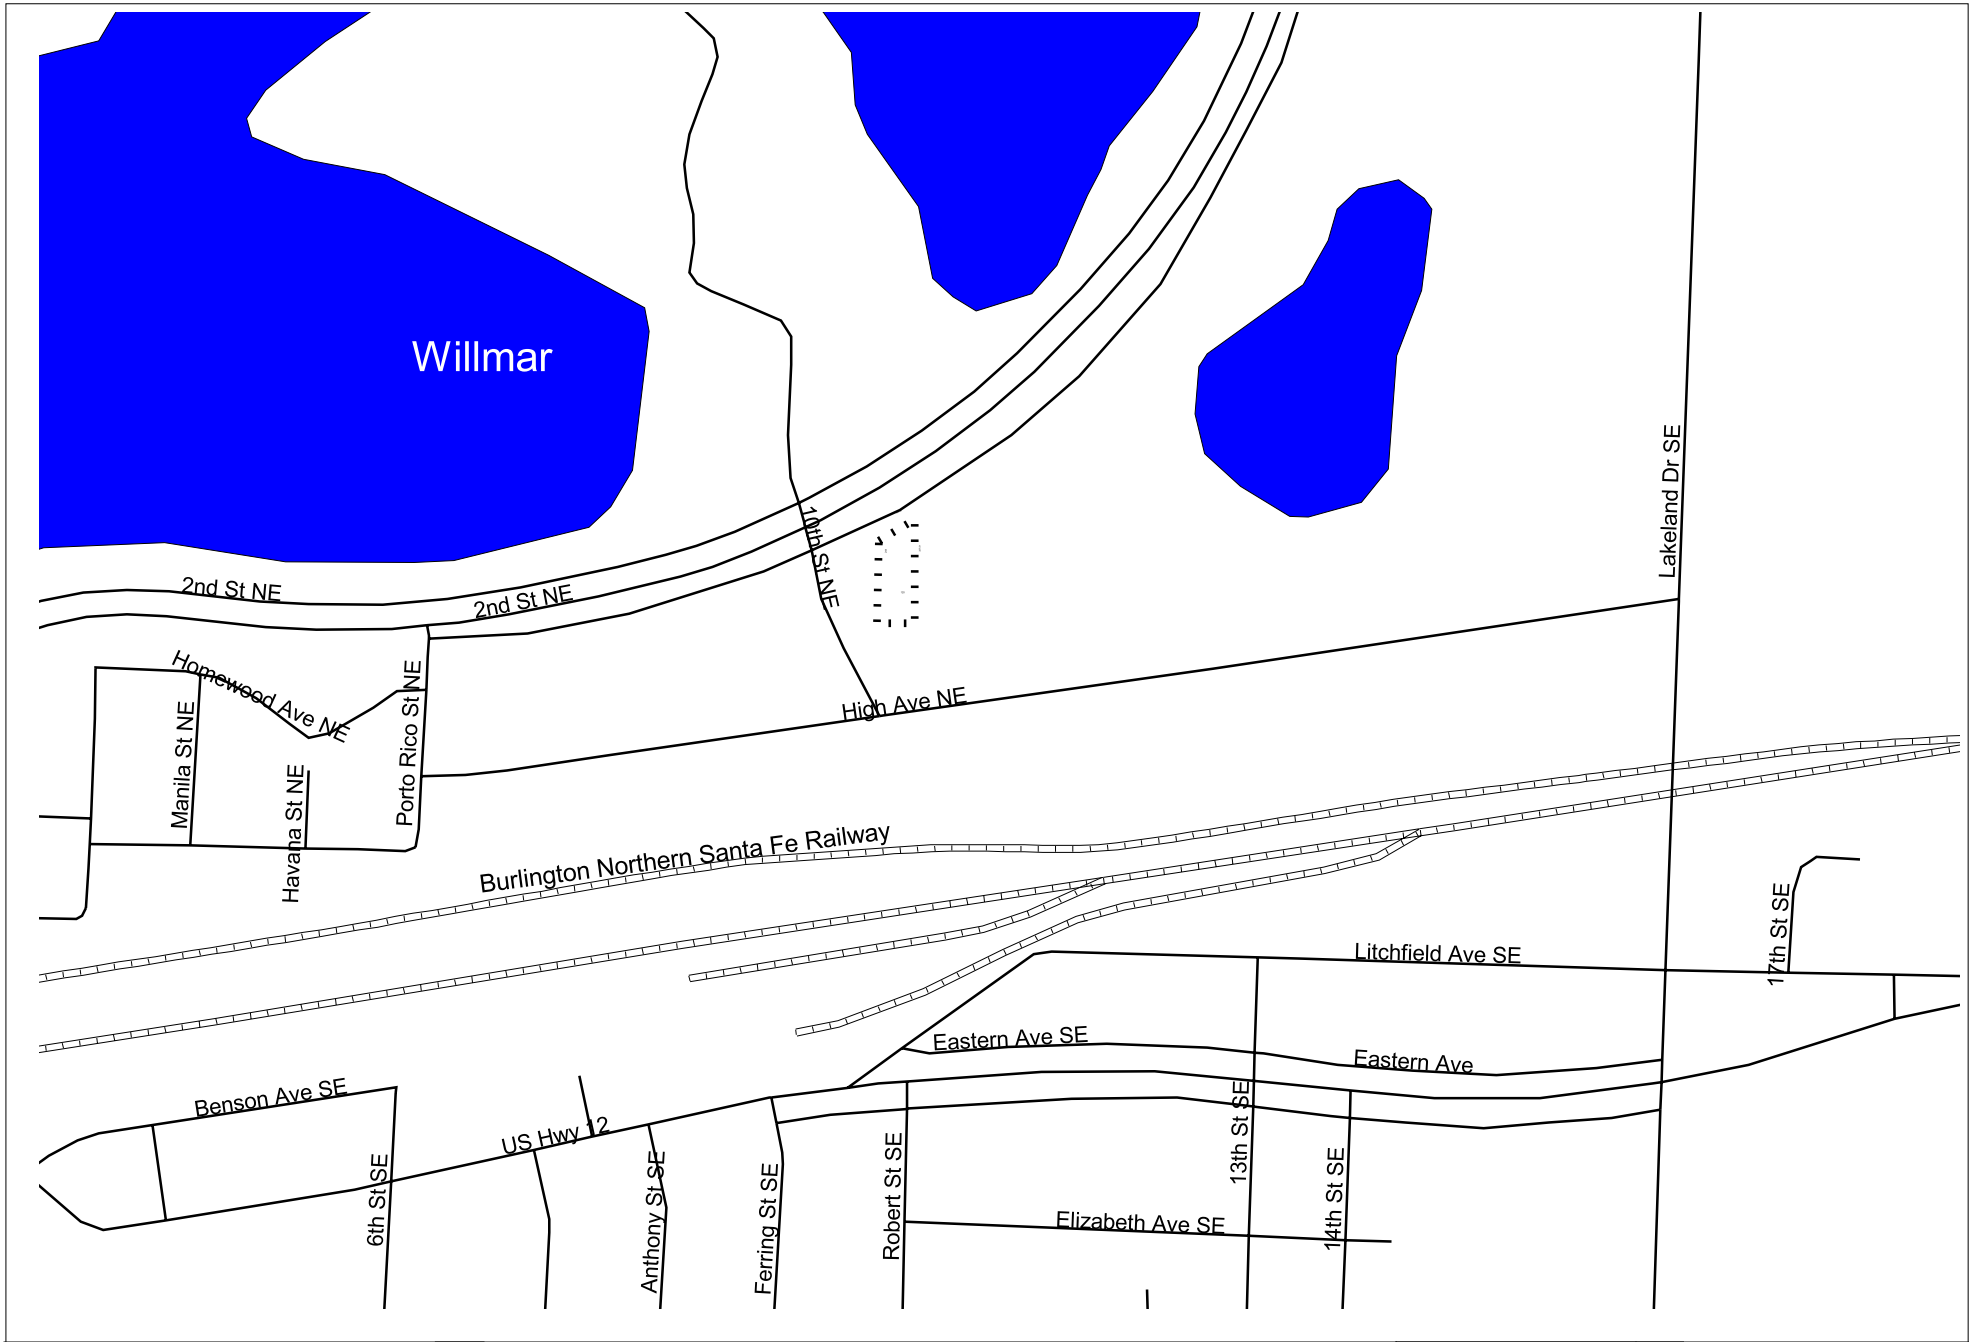 Willmar
Lakeland Dr SE
10th St NE
2nd St NE
2nd St NE
Homewood Ave NE
Porto Rico St NE
High Ave NE
Manila St NE
Havana St NE
Burlington Northern Santa Fe Railway
17th St SE
Litchfield Ave SE
Eastern Ave SE
Eastern Ave
Benson Ave SE
US Hwy 12
13th St SE
6th St SE
Anthony St SE
Ferring St SE
Robert St SE
14th St SE
Elizabeth Ave SE